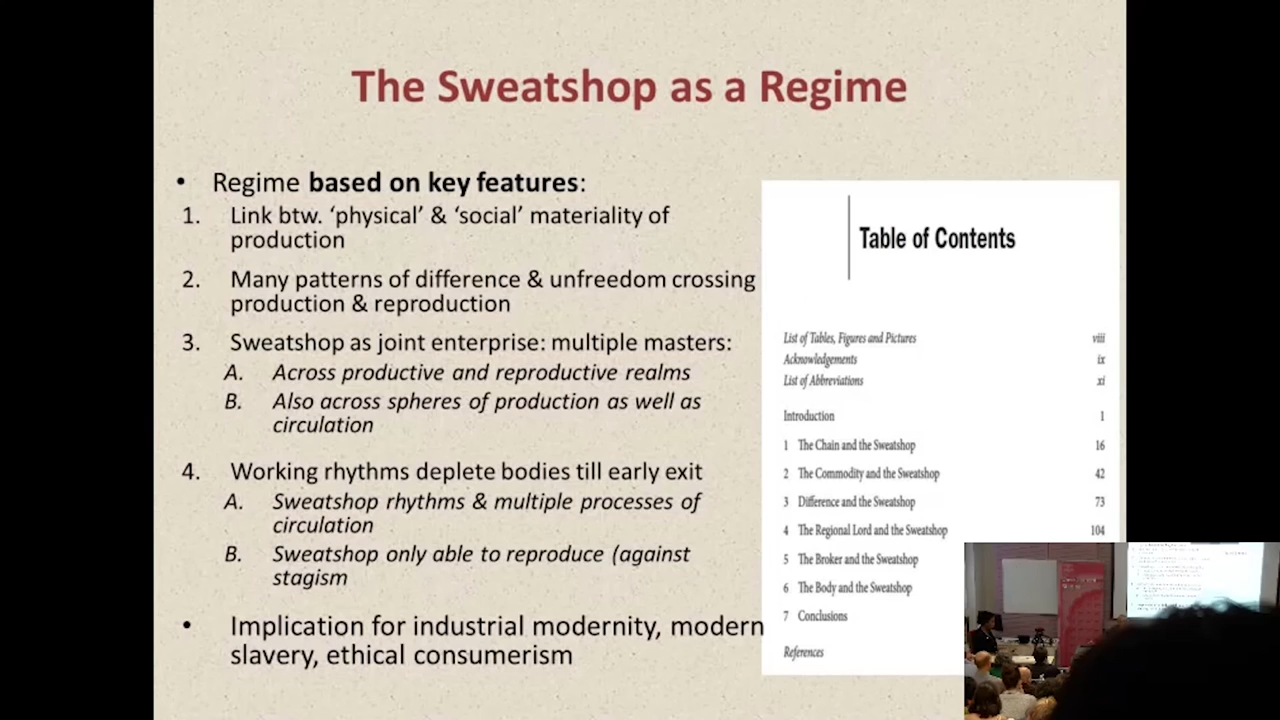 The Sweatshop as a Regime
• Regime based on key features:
1. Link btw. ‘physical’ & ‘social’ materiality of
production
2. Many patterns of difference & unfreedom crossing
production & reproduction
3. Sweatshop as joint enterprise: multiple masters:
A. Across productive and reproductive realms
B. Also across spheres of production as well as
circulation
4. Working rhythms deplete bodies till early exit
A. Sweatshop rhythms & multiple processes of
circulation
B. Sweatshop only able to reproduce (against
stagism
• Implication for industrial modernity, modern
slavery, ethical consumerism
Table of Contents
List of Tables, Figures and Pictures viii
Acknowledgements ix
List of Abbreviations xi
Introduction 1
1 The Chain and the Sweatshop 16
2 The Commodity and the Sweatshop 42
3 Difference and the Sweatshop 73
4 The Regional Lord and the Sweatshop 104
5 The Broker and the Sweatshop
6 The Body and the Sweatshop
7 Conclusions
References